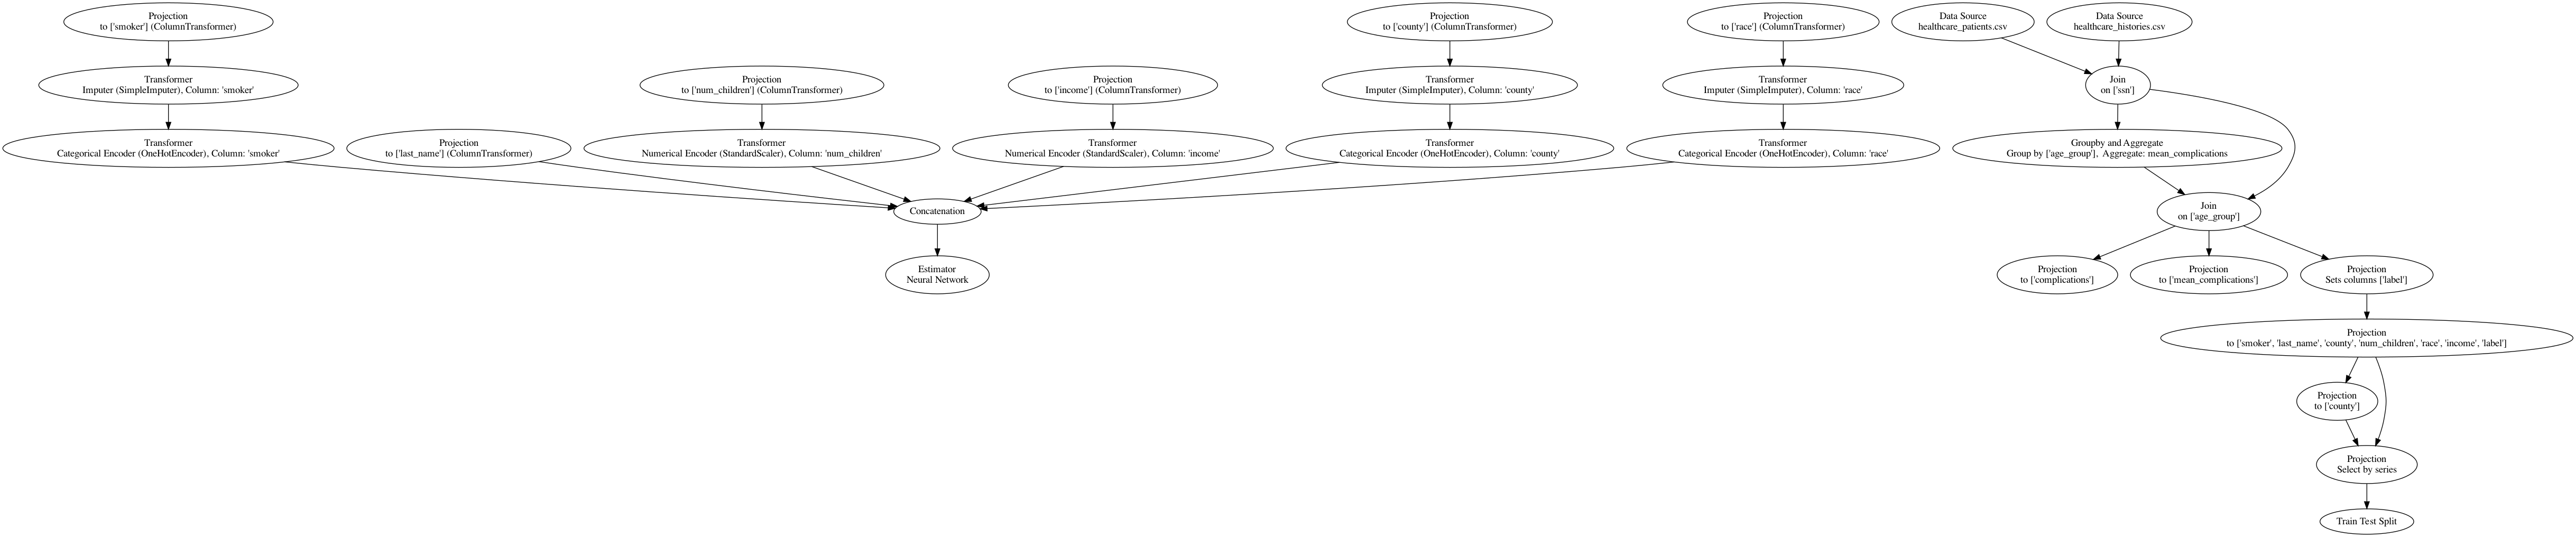 Projection
to ['smoker'] (ColumnTransformer)
Projection
to ['county'] (ColumnTransformer)
Projection
to ['race'] (ColumnTransformer)
Data Source
healthcare_patients.csv
Data Source
healthcare_histories.csv
Transformer
Imputer (SimpleImputer), Column: 'smoker'
Projection
to ['num_children'] (ColumnTransformer)
Projection
to ['income'] (ColumnTransformer)
Transformer
Imputer (SimpleImputer), Column: 'county'
Transformer
Imputer (SimpleImputer), Column: 'race'
Join
on ['ssn']
Transformer
Categorical Encoder (OneHotEncoder), Column: 'smoker'
Projection
to ['last_name'] (ColumnTransformer)
Transformer
Numerical Encoder (StandardScaler), Column: 'num_children'
Transformer
Numerical Encoder (StandardScaler), Column: 'income'
Transformer
Categorical Encoder (OneHotEncoder), Column: 'county'
Transformer
Categorical Encoder (OneHotEncoder), Column: 'race'
Groupby and Aggregate
Group by ['age_group'], Aggregate: mean_complications
Concatenation
Join
on ['age_group']
Estimator
Neural Network
Projection
to ['complications']
Projection
to ['mean_complications']
Projection
Sets columns ['label']
Projection
to ['smoker', 'last_name', 'county', 'num_children', 'race', 'income', 'label']
Projection
to ['county']
Projection
Select by series
Train Test Split